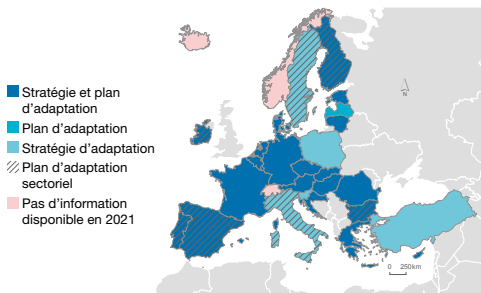 Stratégie et plan
d'adaptation
Plan d'adaptation
Stratégie d'adaptation
Plan d'adaptation
sectoriel
Pas d'information
disponible en 2021
N
0 250km